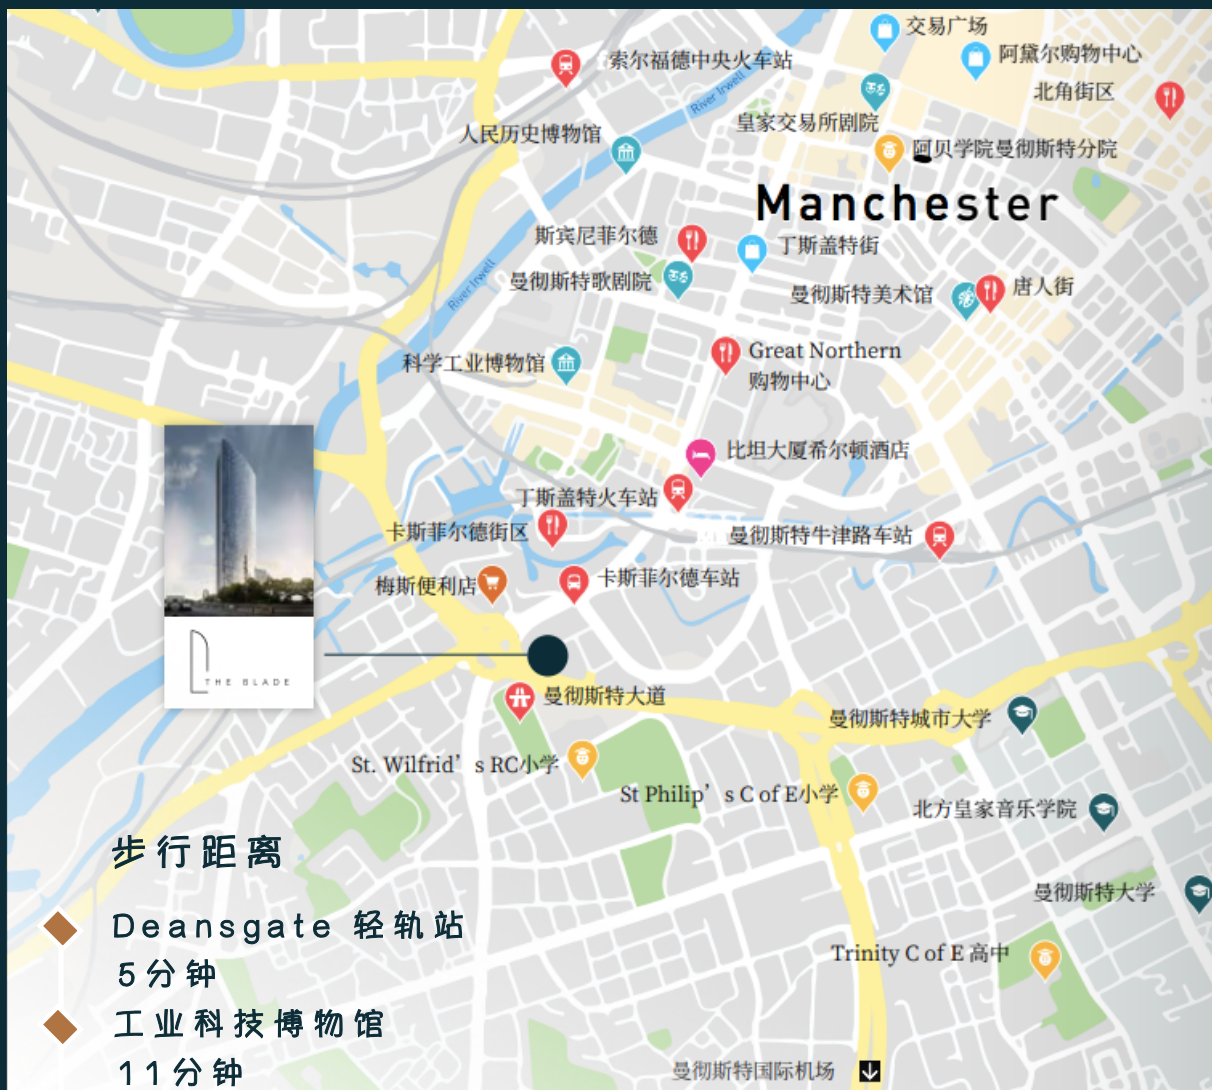 交易广场
索尔福德中央火车站
阿黛尔购物中心
北角街区
River Irwell
皇家交易所剧院
人民历史博物馆
阿贝学院曼彻斯特分院
Manchester
斯宾尼菲尔德
丁斯盖特街
River Irwell
曼彻斯特歌剧院
曼彻斯特美术馆
唐人街
Great Northern
购物中心
科学工业博物馆
比坦大厦希尔顿酒店
丁斯盖特火车站
卡斯菲尔德街区
曼彻斯特牛津路车站
梅斯便利店
卡斯菲尔德车站
THE BLADE
曼彻斯特大道
曼彻斯特城市大学
St. Wilfrid’s RC小学
St Philip’s C of E小学
北方皇家音乐学院
曼彻斯特大学
Trinity C of E 高中
曼彻斯特国际机场
步行距离
Deansgate 轻轨站
5分钟
工业科技博物馆
11分钟